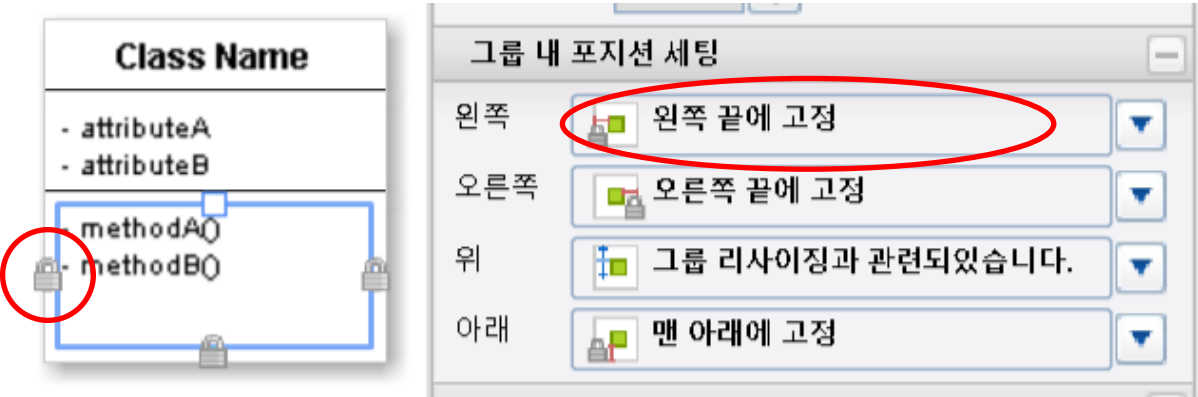 Class Name
- attributeA
- attributeB
- methodA()
- methodB()
그룹 내 포지션 세팅
왼쪽
왼쪽 끝에 고정
오른쪽
오른쪽 끝에 고정
위
그룹 리사이징과 관련되있습니다.
아래
맨 아래에 고정